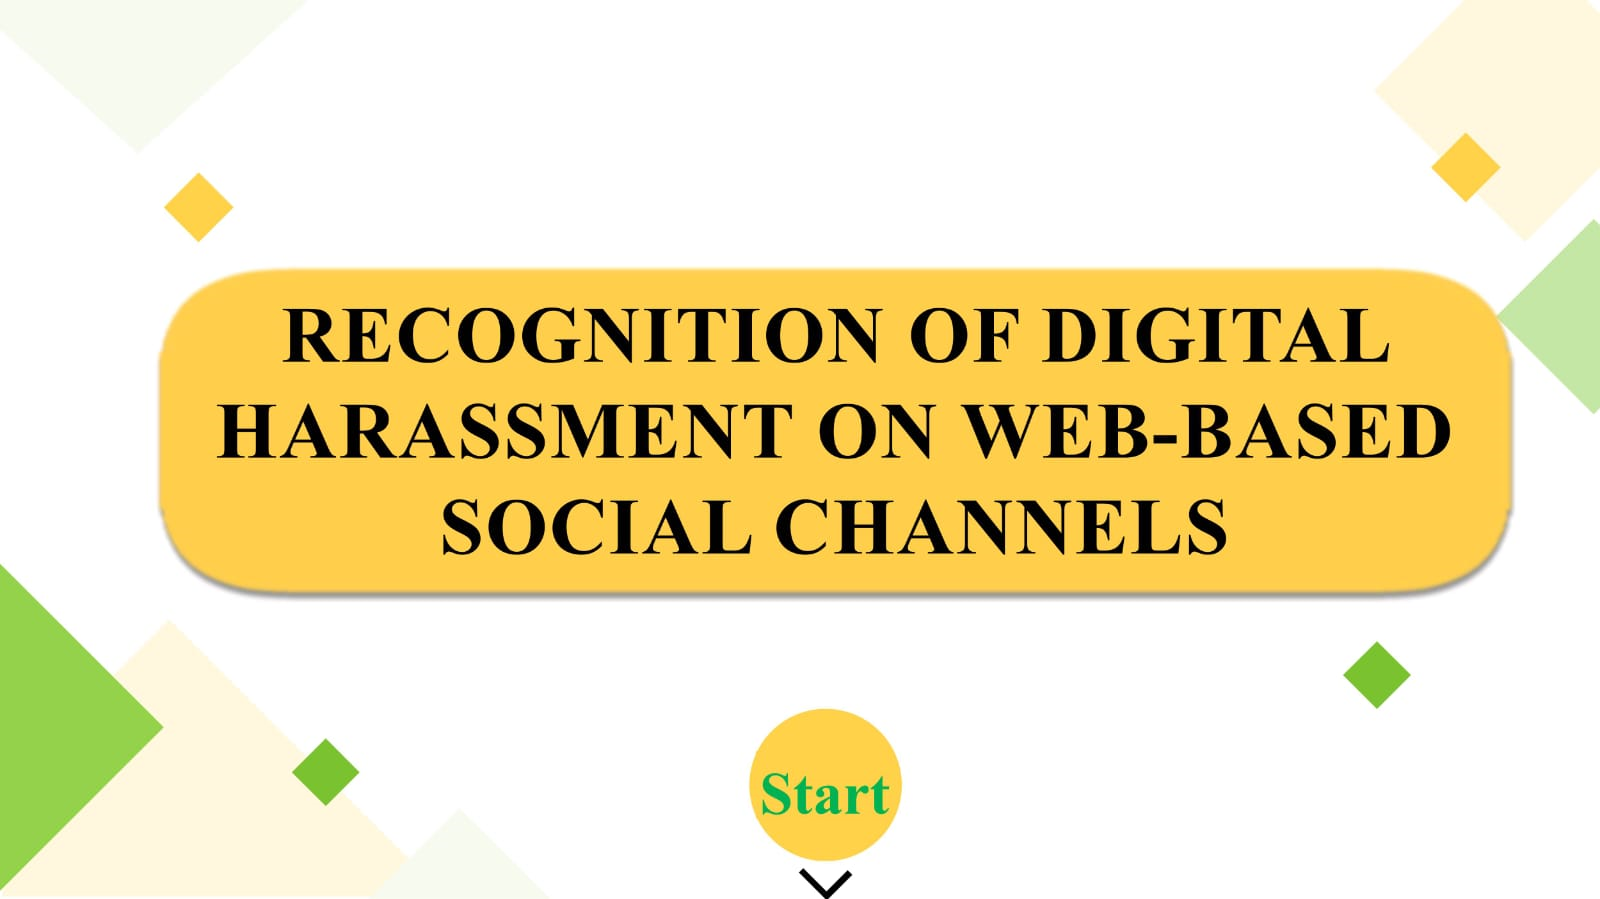 RECOGNITION OF DIGITAL
HARASSMENT ON WEB-BASED
SOCIAL CHANNELS
Start